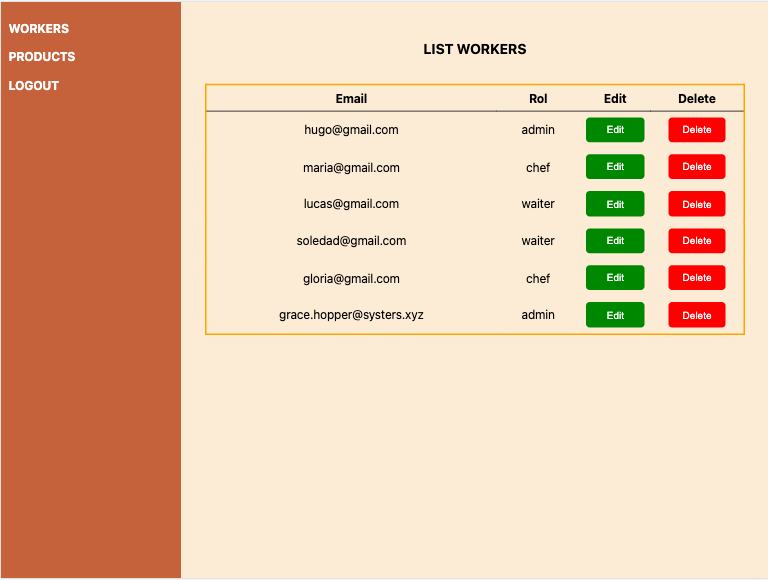 WORKERS
PRODUCTS
LOGOUT
LIST WORKERS
Email Rol Edit Delete
hugo@gmail.com admin Edit Delete
maria@gmail.com chef Edit Delete
lucas@gmail.com waiter Edit Delete
soledad@gmail.com waiter Edit Delete
gloria@gmail.com chef Edit Delete
grace.hopper@systers.xyz admin Edit Delete